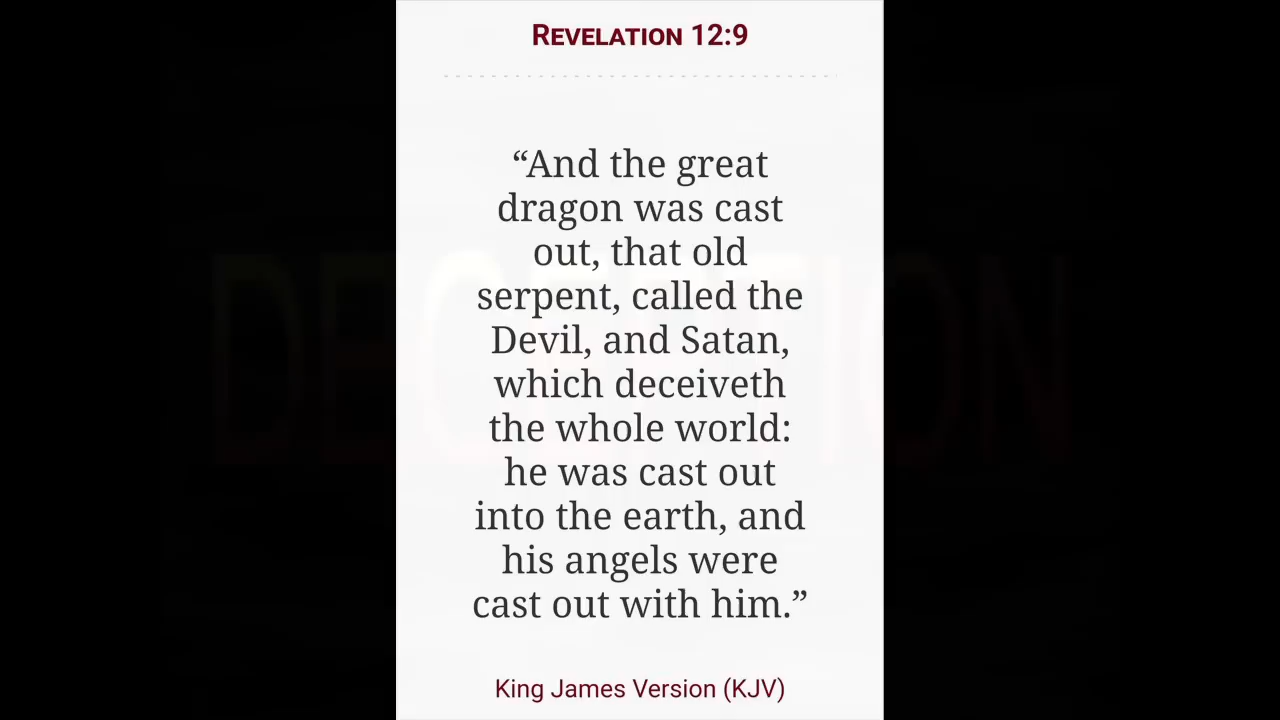 REVELATION 12:9
“And the great
dragon was cast
out, that old
serpent, called the
Devil, and Satan,
which deceiveth
the whole world:
he was cast out
into the earth, and
his angels were
cast out with him.”
King James Version (KJV)
DECEPTION